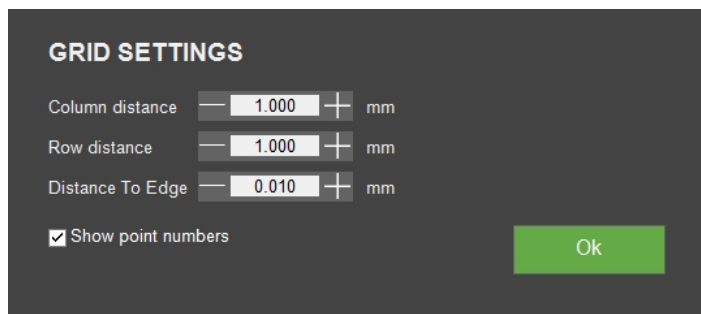 GRID SETTINGS
Column distance 1.000 mm
Row distance 1.000 mm
Distance To Edge 0.010 mm
Show point numbers
Ok